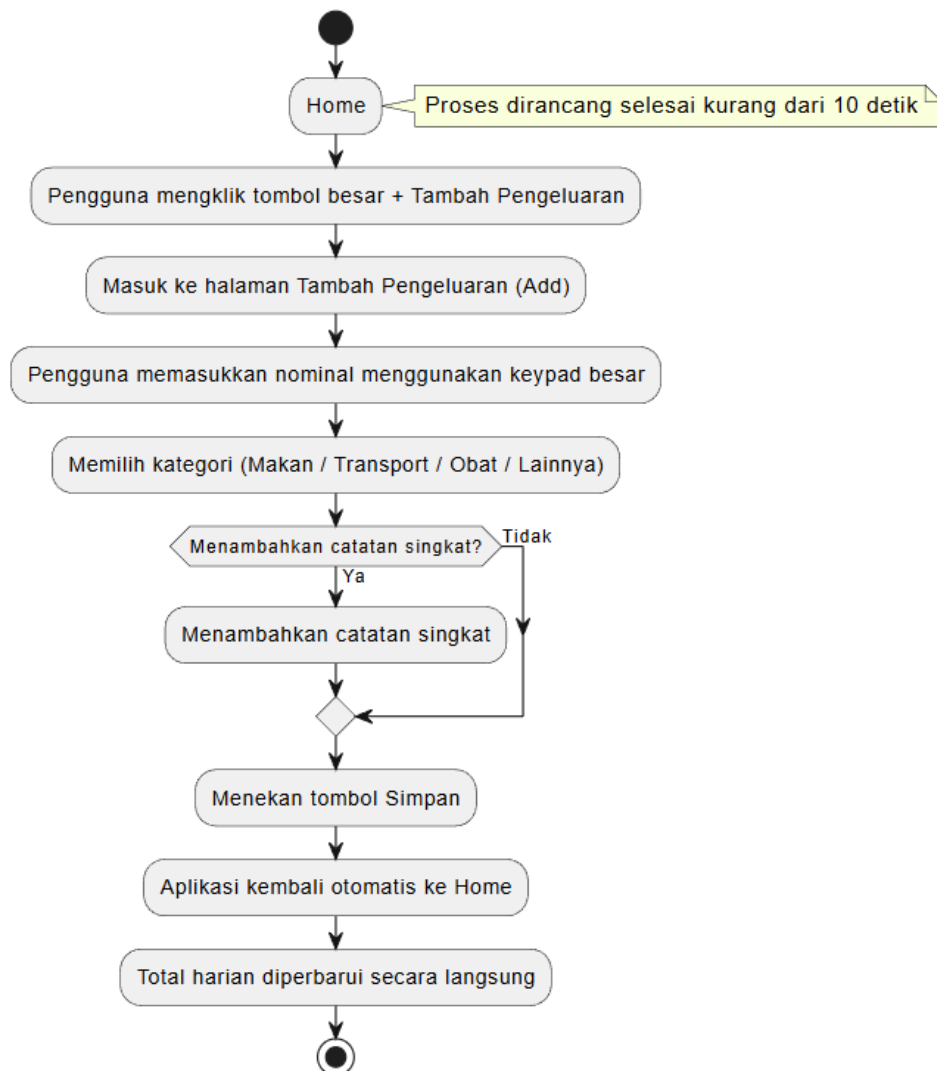 Home
Proses dirancang selesai kurang dari 10 detik
Pengguna mengklik tombol besar + Tambah Pengeluaran
Masuk ke halaman Tambah Pengeluaran (Add)
Pengguna memasukkan nominal menggunakan keypad besar
Memilih kategori (Makan / Transport / Obat / Lainnya)
Menambahkan catatan singkat?
Tidak
Ya
Menambahkan catatan singkat
Menekan tombol Simpan
Aplikasi kembali otomatis ke Home
Total harian diperbarui secara langsung